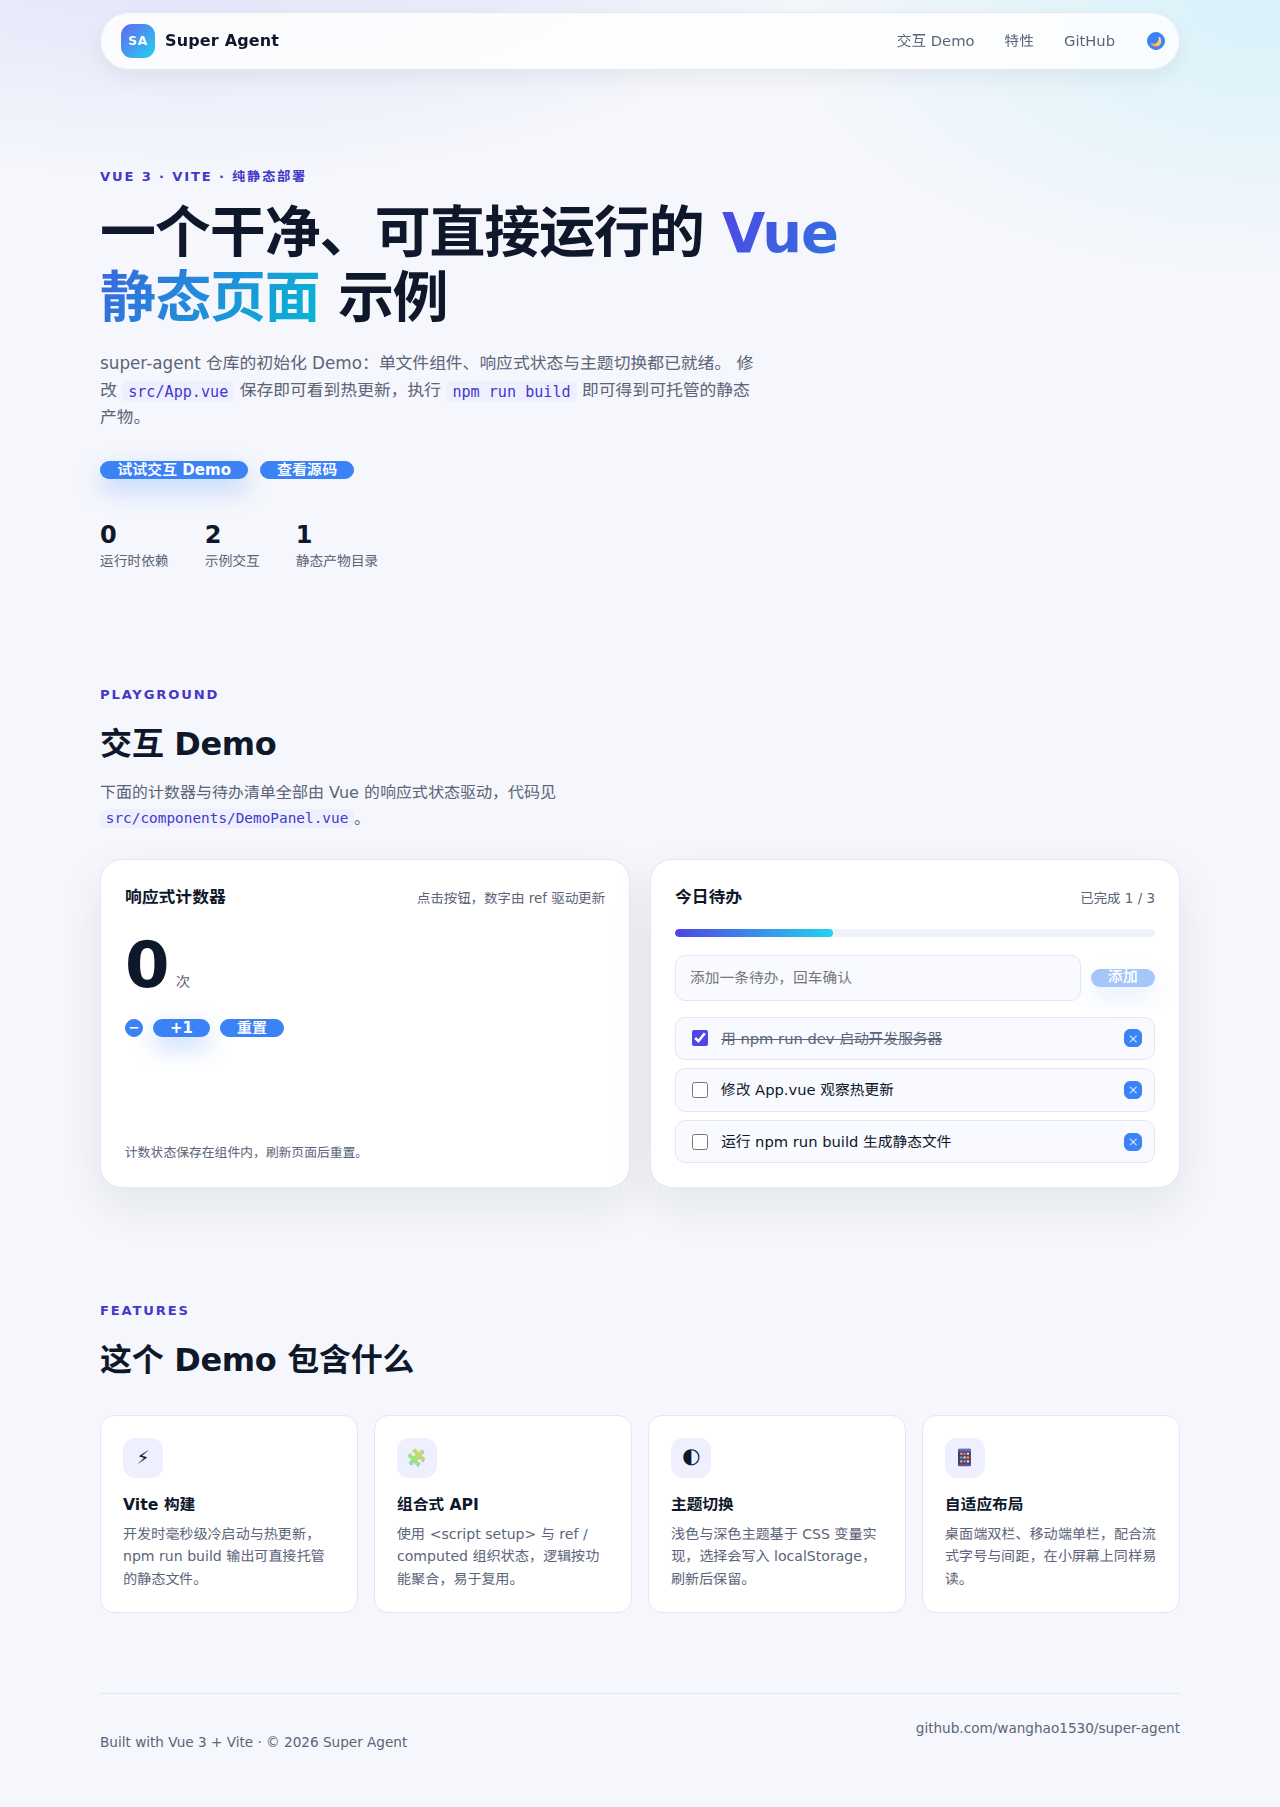 SA Super Agent 交互 Demo 特性 GitHub
VUE 3 · VITE · 纯静态部署
一个干净、可直接运行的 Vue
静态页面 示例
super-agent 仓库的初始化 Demo：单文件组件、响应式状态与主题切换都已就绪。 修
改 src/App.vue 保存即可看到热更新，执行 npm run build 即可得到可托管的静态
产物。
试试交互 Demo 查看源码
0 2 1
运行时依赖 示例交互 静态产物目录
PLAYGROUND
交互 Demo
下面的计数器与待办清单全部由 Vue 的响应式状态驱动，代码见
src/components/DemoPanel.vue 。
响应式计数器 点击按钮，数字由 ref 驱动更新
0 次
− +1 重置
计数状态保存在组件内，刷新页面后重置。
今日待办 已完成 1 / 3
添加一条待办，回车确认 添加
用 npm run dev 启动开发服务器 ×
修改 App.vue 观察热更新 ×
运行 npm run build 生成静态文件 ×
FEATURES
这个 Demo 包含什么
Vite 构建
开发时毫秒级冷启动与热更新，
npm run build 输出可直接托管
的静态文件。
组合式 API
使用 <script setup> 与 ref /
computed 组织状态，逻辑按功
能聚合，易于复用。
主题切换
浅色与深色主题基于 CSS 变量实
现，选择会写入 localStorage，
刷新后保留。
自适应布局
桌面端双栏、移动端单栏，配合流
式字号与间距，在小屏幕上同样易
读。
Built with Vue 3 + Vite · © 2026 Super Agent
github.com/wanghao1530/super-agent